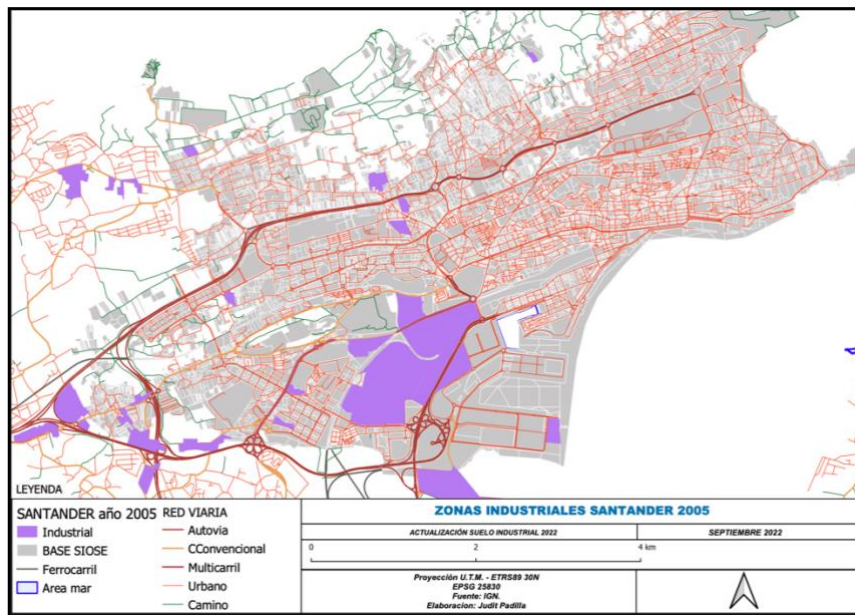 LEYENDA
SANTANDER año 2005
Industrial
BASE SIOSE
Ferrocarril
Area mar
RED VIARIA
Autovia
CConvencional
Multicarril
Urbano
Camino
ZONAS INDUSTRIALES SANTANDER 2005
ACTUALIZACIÓN SUELO INDUSTRIAL 2022
SEPTIEMBRE 2022
0 2 4 km
Proyección U.T.M. - ETRS89 30N
EPSG 25830
Fuente: IGN.
Elaboracion: Judit Padilla